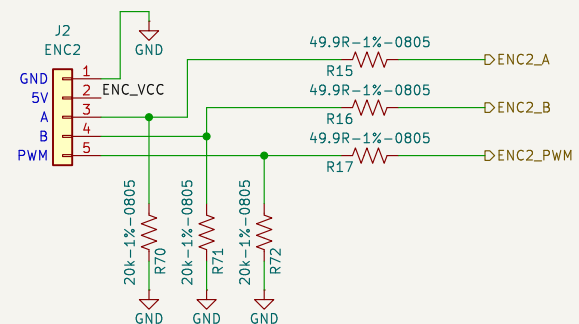 J2
ENC2
GND
5V
A
B
PWM
1
2
3
4
5
ENC_VCC
GND
49.9R-1%-0805
R15
ENC2_A
49.9R-1%-0805
R16
ENC2_B
49.9R-1%-0805
R17
ENC2_PWM
20k-1%-0805
R70
20k-1%-0805
R71
20k-1%-0805
R72
GND
GND
GND